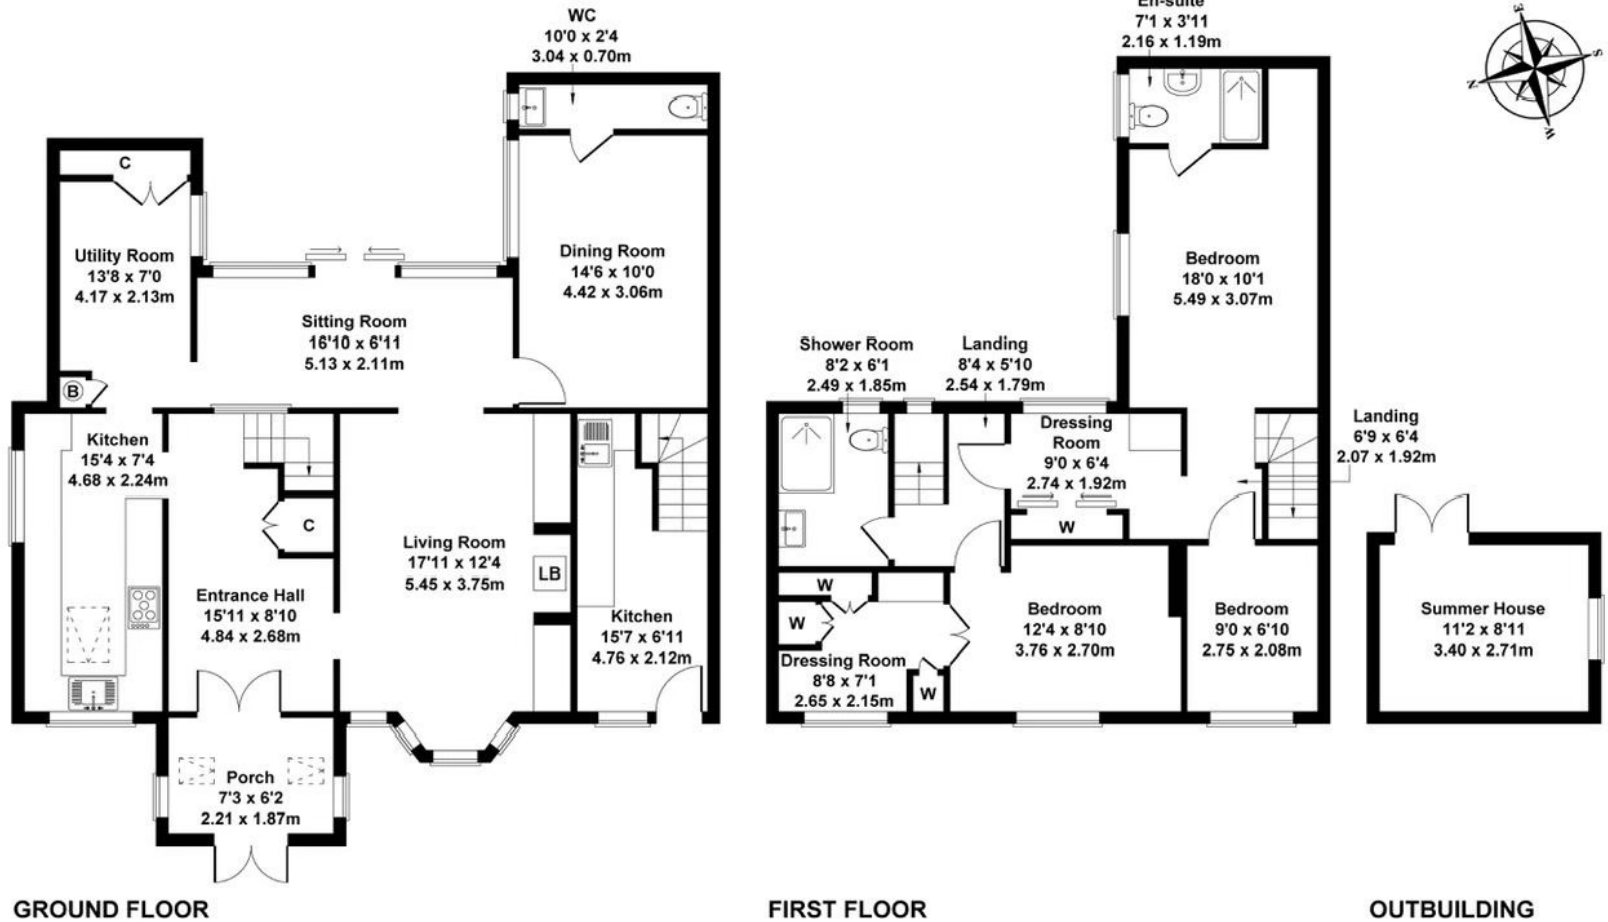 WC
10'0 x 2'4
3.04 x 0.70m
C
Utility Room
13'8 x 7'0
4.17 x 2.13m
B
Sitting Room
16'10 x 6'11
5.13 x 2.11m
Dining Room
14'6 x 10'0
4.42 x 3.06m
Kitchen
15'4 x 7'4
4.68 x 2.24m
C
Entrance Hall
15'11 x 8'10
4.84 x 2.68m
Living Room
17'11 x 12'4
5.45 x 3.75m
LB
Kitchen
15'7 x 6'11
4.76 x 2.12m
Porch
7'3 x 6'2
2.21 x 1.87m
GROUND FLOOR
En-suite
7'1 x 3'11
2.16 x 1.19m
Bedroom
18'0 x 10'1
5.49 x 3.07m
Shower Room
8'2 x 6'1
2.49 x 1.85m
Landing
8'4 x 5'10
2.54 x 1.79m
Dressing
Room
9'0 x 6'4
2.74 x 1.92m
W
Landing
6'9 x 6'4
2.07 x 1.92m
W
W
Dressing Room
8'8 x 7'1
2.65 x 2.15m
W
Bedroom
12'4 x 8'10
3.76 x 2.70m
Bedroom
9'0 x 6'10
2.75 x 2.08m
FIRST FLOOR
E
S
N
W
Summer House
11'2 x 8'11
3.40 x 2.71m
OUTBUILDING